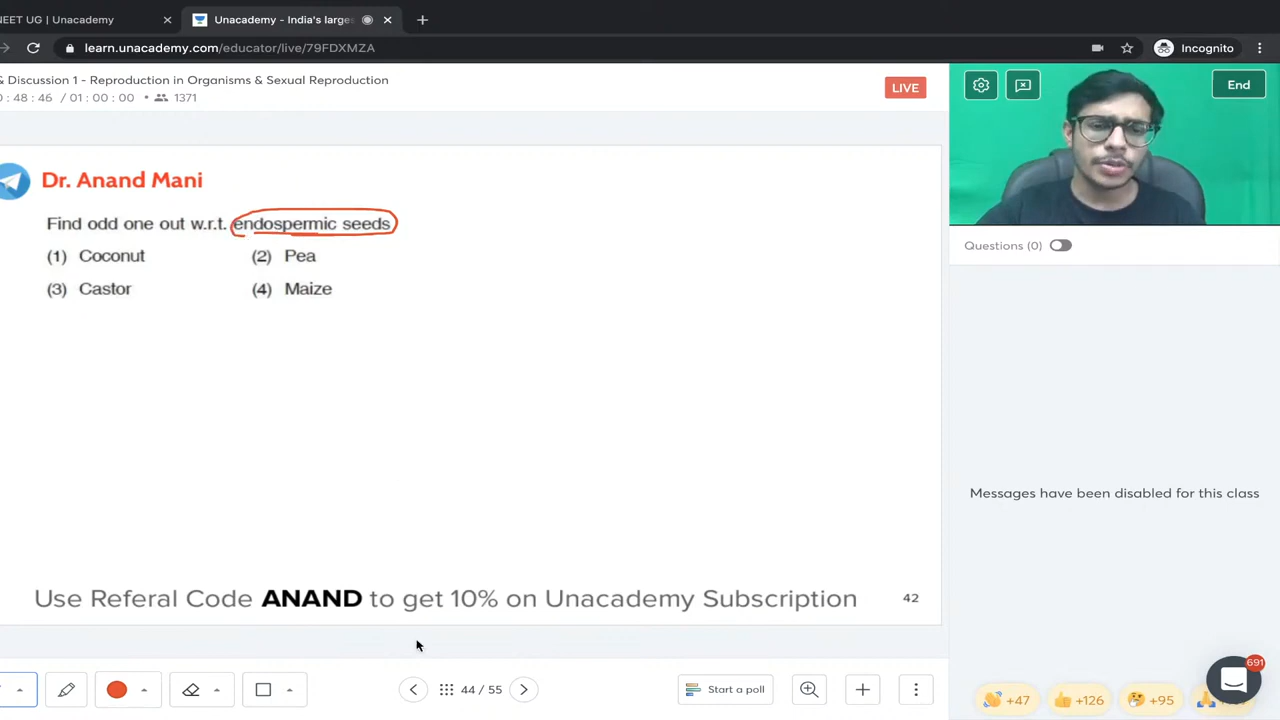 NEET UG | Unacademy
Unacademy - India's larges
learn.unacademy.com/educator/live/79FDXMZA
Incognito
& Discussion 1 - Reproduction in Organisms & Sexual Reproduction
0 : 48 : 46 / 01 : 00 : 00 • 1371
LIVE
End
Dr. Anand Mani
Find odd one out w.r.t. endospermic seeds
(1) Coconut (2) Pea
(3) Castor (4) Maize
Use Referal Code ANAND to get 10% on Unacademy Subscription
42
Questions (0)
Messages have been disabled for this class
44 / 55
Start a poll
+47
+126
+95
691